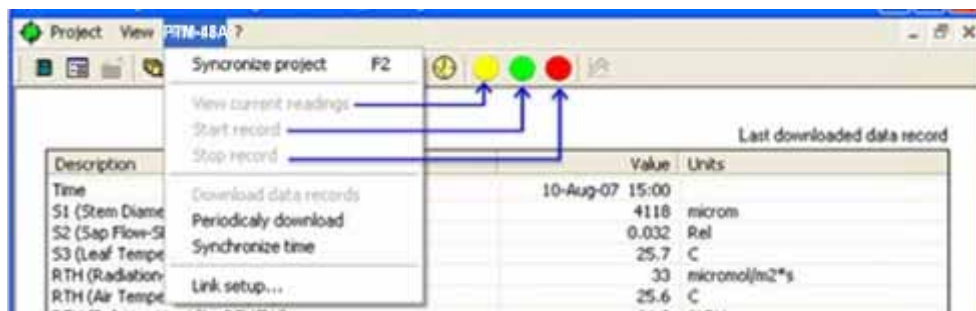 Project View PTM-48A ?
Syncronize project F2
View current readings
Start record
Stop record
Download data records
Periodicaly download
Synchronize time
Link setup...
Last downloaded data record
Description Value Units
Time 10-Aug-07 15:00
S1 (Stem Diame 4118 microm
S2 (Sap Flow-S 0.032 Rel
S3 (Leaf Tempe 25.7 C
RTH (Radiation- 33 micromol/m2*s
RTH (Air Tempe 25.6 C